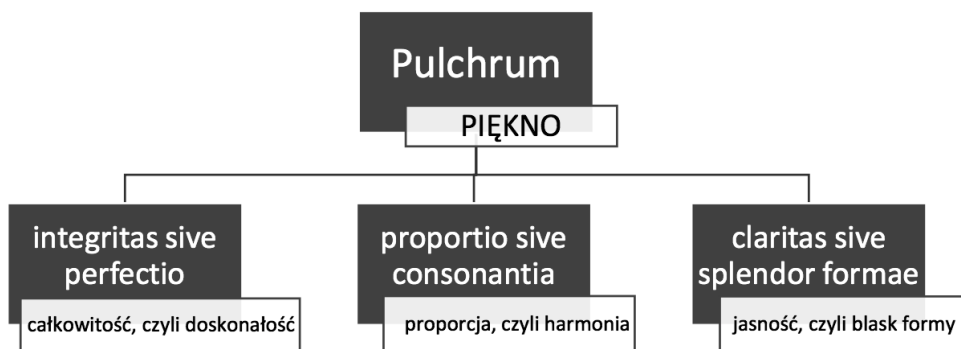 Pulchrum
PIĘKNO
integritas sive
perfectio
całkowitość, czyli doskonałość
proportio sive
consonantia
proporcja, czyli harmonia
claritas sive
splendor formae
jasność, czyli blask formy